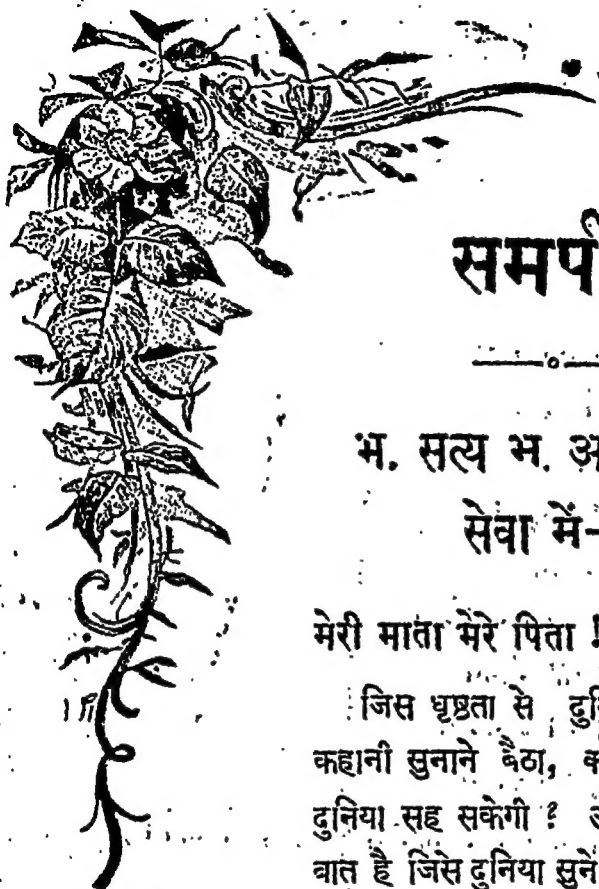 समर्प
भ. सत्य भ. अ
सेवा में-
मेरी माता मेरे पिता !
जिस धृष्टता से दुनि
कहानी सुनाने बैठा, क
दुनिया सह सकेगी ? उ
बात है जिसे दुनिया सुने